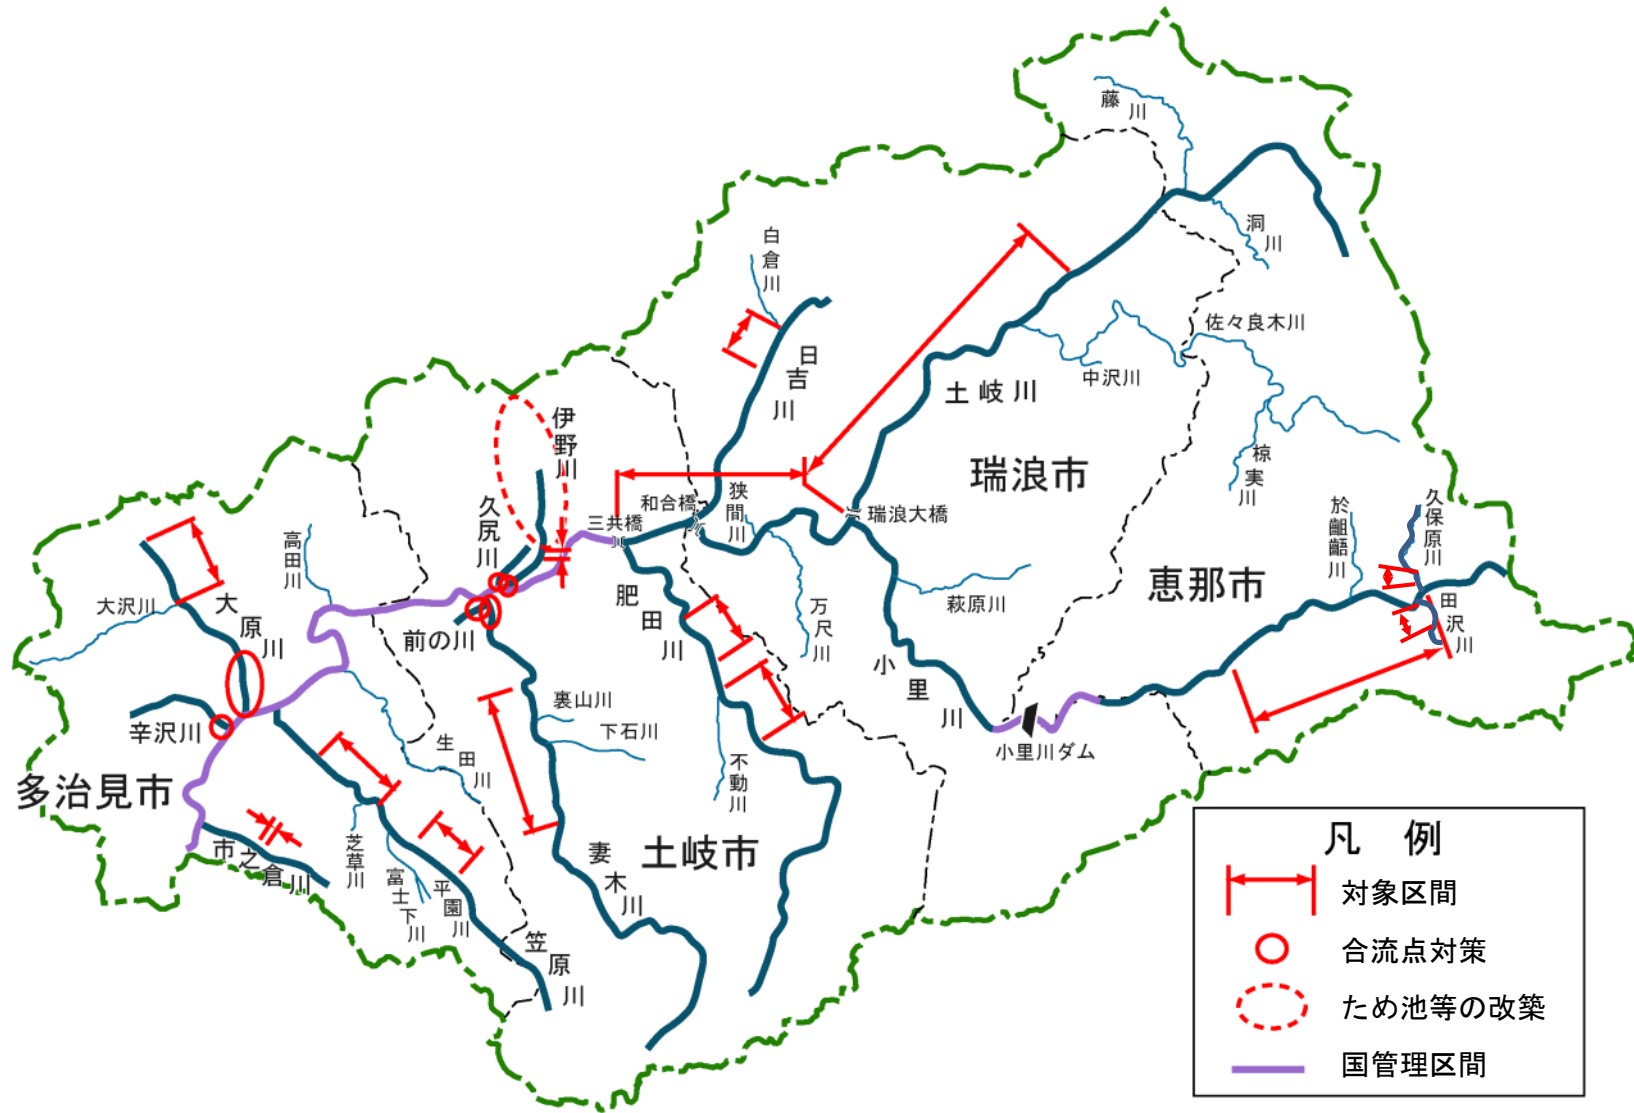 藤川
洞川
白倉川
佐々良木川
日吉川
中沢川
土岐川
伊野川
椋実川
瑞浪市
狭間川
和合橋
久尻川
三共橋
瑞浪大橋
於齟齬川
久保原川
高田川
恵那市
大沢川
大原川
肥田川
萩原川
万尺川
田沢川
前の川
小里川
辛沢川
裏山川
下石川
生田川
小里川ダム
多治見市
不動川
市之倉川
芝草川
土岐市
妻木川
富士下川
平園川
笠原川
凡 例
対象区間
合流点対策
ため池等の改築
国管理区間